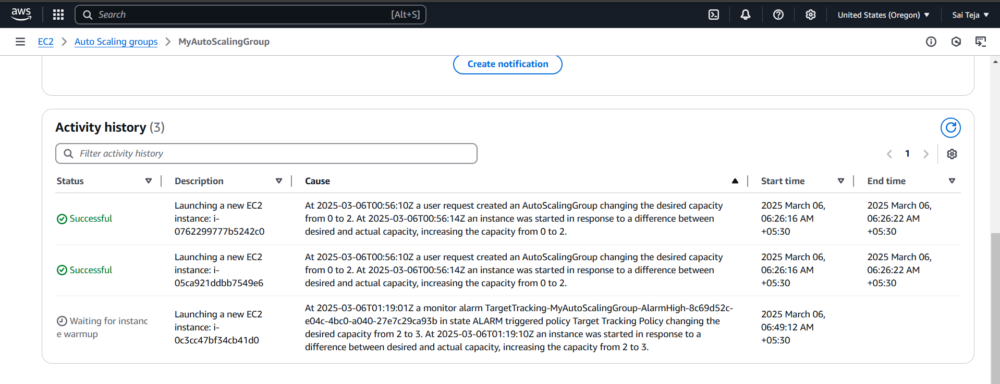 aws
Search [Alt+S]
United States (Oregon)
Sai Teja
EC2 Auto Scaling groups MyAutoScalingGroup
Create notification
Activity history (3)
Filter activity history
1
Status Description Cause Start time End time
Successful
Launching a new EC2
instance: i-
0762299777b5242c0
At 2025-03-06T00:56:10Z a user request created an AutoScalingGroup changing the desired capacity
from 0 to 2. At 2025-03-06T00:56:14Z an instance was started in response to a difference between
desired and actual capacity, increasing the capacity from 0 to 2.
2025 March 06,
06:26:16 AM
+05:30
2025 March 06,
06:26:22 AM
+05:30
Successful
Launching a new EC2
instance: i-
05ca921ddbb7549e6
At 2025-03-06T00:56:10Z a user request created an AutoScalingGroup changing the desired capacity
from 0 to 2. At 2025-03-06T00:56:14Z an instance was started in response to a difference between
desired and actual capacity, increasing the capacity from 0 to 2.
2025 March 06,
06:26:16 AM
+05:30
2025 March 06,
06:26:22 AM
+05:30
Waiting for instanc
e warmup
Launching a new EC2
instance: i-
0c3cc47bf34cb41d0
At 2025-03-06T01:19:01Z a monitor alarm TargetTracking-MyAutoScalingGroup-AlarmHigh-8c69d52c-
e04c-4bc0-a040-27e7c29ca93b in state ALARM triggered policy Target Tracking Policy changing the
desired capacity from 2 to 3. At 2025-03-06T01:19:10Z an instance was started in response to a
difference between desired and actual capacity, increasing the capacity from 2 to 3.
2025 March 06,
06:49:12 AM
+05:30